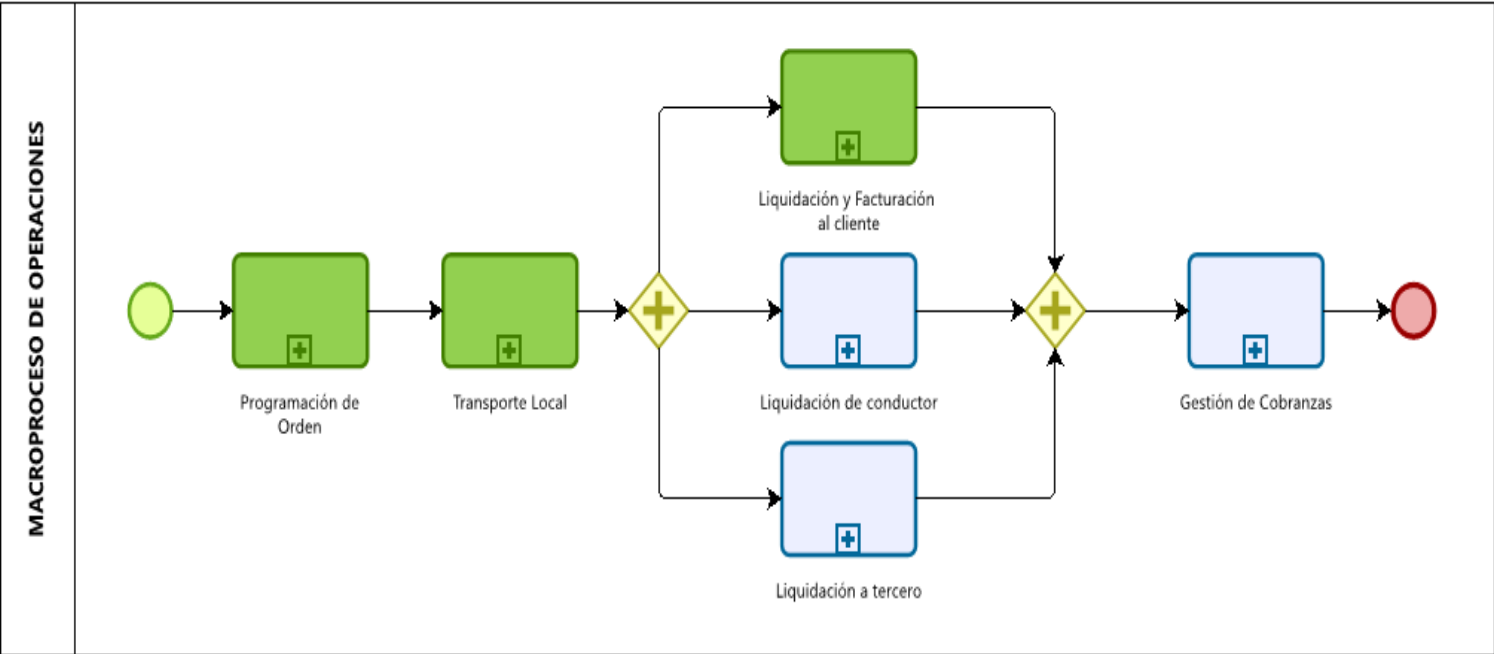 MACROPROCESO DE OPERACIONES
Liquidación y Facturación
al cliente
Programación de
Orden
Transporte Local
Liquidación de conductor
Gestión de Cobranzas
Liquidación a tercero